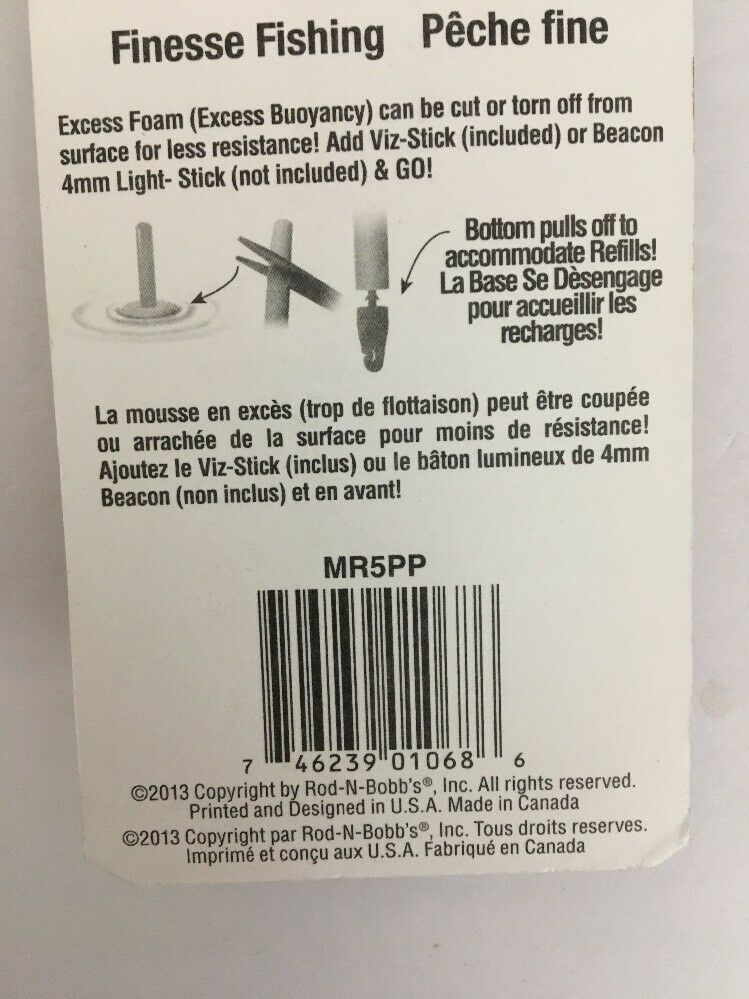 Finesse Fishing Pêche fine
Excess Foam (Excess Buoyancy) can be cut or torn off from
surface for less resistance! Add Viz-Stick (included) or Beacon
4mm Light- Stick (not included) & GO!
Bottom pulls off to
accommodate Refills!
La Base Se Dèsengage
pour accueillir les
recharges!
La mousse en excès (trop de flottaison) peut être coupée
ou arrachée de la surface pour moins de résistance!
Ajoutez le Viz-Stick (inclus) ou le bâton lumineux de 4mm
Beacon (non inclus) et en avant!
MR5PP
7 46239 01068 6
©2013 Copyright by Rod-N-Bobb's®, Inc. All rights reserved.
Printed and Designed in U.S.A. Made in Canada
©2013 Copyright par Rod-N-Bobb's®, Inc. Tous droits reserves.
Imprimé et conçu aux U.S.A. Fabriqué en Canada